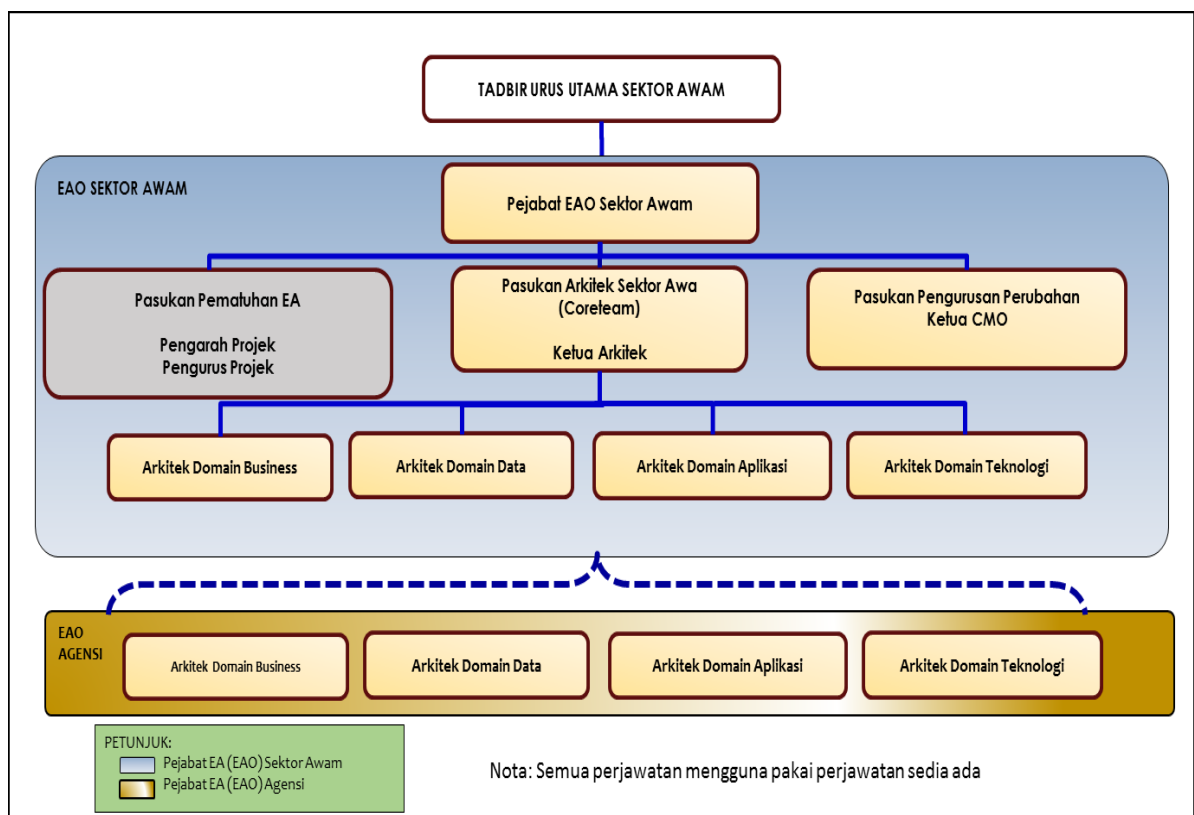 TADBIR URUS UTAMA SEKTOR AWAM
EAO SEKTOR AWAM
Pejabat EAO Sektor Awam
Pasukan Pematuhan EA
Pengarah Projek
Pengurus Projek
Pasukan Arkitek Sektor Awa
(Coreteam)
Ketua Arkitek
Pasukan Pengurusan Perubahan
Ketua CMO
Arkitek Domain Business
Arkitek Domain Data
Arkitek Domain Aplikasi
Arkitek Domain Teknologi
EAO
AGENSI
Arkitek Domain Business
Arkitek Domain Data
Arkitek Domain Aplikasi
Arkitek Domain Teknologi
PETUNJUK:
Pejabat EA (EAO) Sektor Awam
Pejabat EA (EAO) Agensi
Nota: Semua perjawatan mengguna pakai perjawatan sedia ada